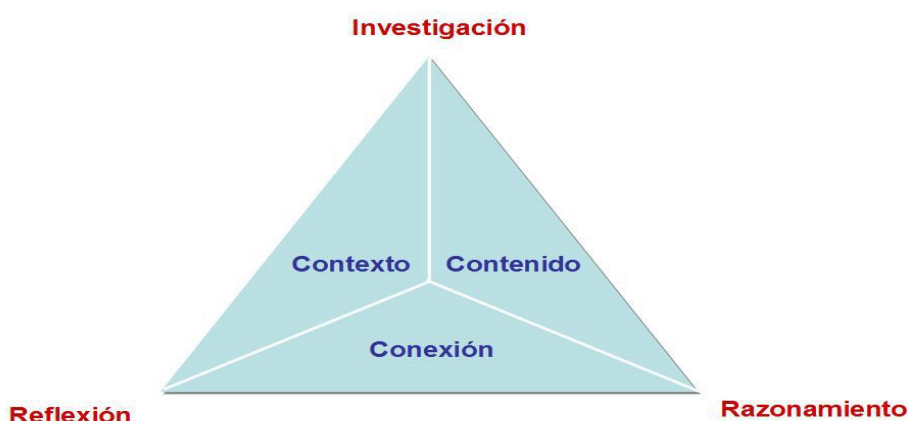 Investigación
Contexto
Contenido
Conexión
Reflexión
Razonamiento